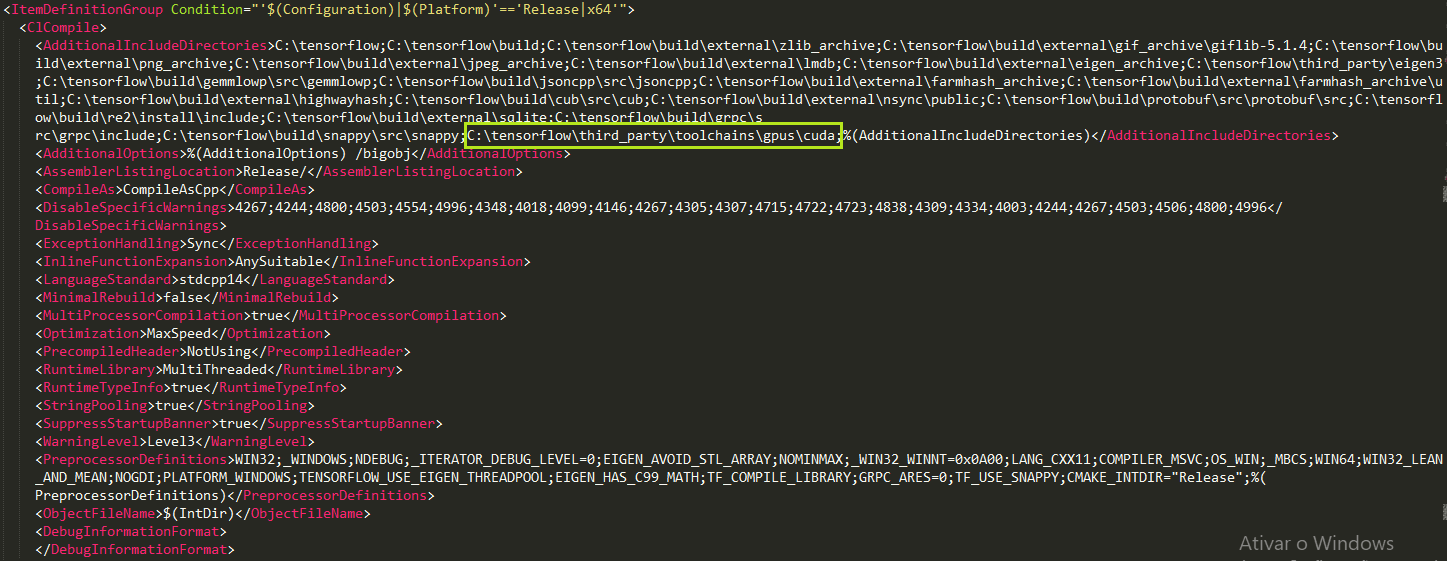 <ItemDefinitionGroup Condition="'$(Configuration)|$(Platform)'=='Release|x64'">
<ClCompile>
<AdditionalIncludeDirectories>C:\tensorflow;C:\tensorflow\build;C:\tensorflow\build\external\zlib_archive;C:\tensorflow\build\external\gif_archive\giflib-5.1.4;C:\tensorflow\bu
ild\external\png_archive;C:\tensorflow\build\external\jpeg_archive;C:\tensorflow\build\external\lmdb;C:\tensorflow\build\external\eigen_archive;C:\tensorflow\third_party\eigen3
;C:\tensorflow\build\gemmlowp\src\gemmlowp;C:\tensorflow\build\jsoncpp\src\jsoncpp;C:\tensorflow\build\external\farmhash_archive;C:\tensorflow\build\external\farmhash_archive\u
til;C:\tensorflow\build\external\highwayhash;C:\tensorflow\build\cub\src\cub;C:\tensorflow\build\external\nsync\public;C:\tensorflow\build\protobuf\src\protobuf\src;C:\tensorfl
ow\build\re2\install\include;C:\tensorflow\build\external\sqlite;C:\tensorflow\build\grpc\s
rc\grpc\include;C:\tensorflow\build\snappy\src\snappy;C:\tensorflow\third_party\toolchains\gpus\cuda;%(AdditionalIncludeDirectories)</AdditionalIncludeDirectories>
<AdditionalOptions>%(AdditionalOptions) /bigobj</AdditionalOptions>
<AssemblerListingLocation>Release/</AssemblerListingLocation>
<CompileAs>CompileAsCpp</CompileAs>
<DisableSpecificWarnings>4267;4244;4800;4503;4554;4996;4348;4018;4099;4146;4267;4305;4307;4715;4722;4723;4838;4309;4334;4003;4244;4267;4503;4506;4800;4996</
DisableSpecificWarnings>
<ExceptionHandling>Sync</ExceptionHandling>
<InlineFunctionExpansion>AnySuitable</InlineFunctionExpansion>
<LanguageStandard>stdcpp14</LanguageStandard>
<MinimalRebuild>false</MinimalRebuild>
<MultiProcessorCompilation>true</MultiProcessorCompilation>
<Optimization>MaxSpeed</Optimization>
<PrecompiledHeader>NotUsing</PrecompiledHeader>
<RuntimeLibrary>MultiThreaded</RuntimeLibrary>
<RuntimeTypeInfo>true</RuntimeTypeInfo>
<StringPooling>true</StringPooling>
<SuppressStartupBanner>true</SuppressStartupBanner>
<WarningLevel>Level3</WarningLevel>
<PreprocessorDefinitions>WIN32;_WINDOWS;NDEBUG;_ITERATOR_DEBUG_LEVEL=0;EIGEN_AVOID_STL_ARRAY;NOMINMAX;_WIN32_WINNT=0x0A00;LANG_CXX11;COMPILER_MSVC;OS_WIN;_MBCS;WIN64;WIN32_LEAN
_AND_MEAN;NOGDI;PLATFORM_WINDOWS;TENSORFLOW_USE_EIGEN_THREADPOOL;EIGEN_HAS_C99_MATH;TF_COMPILE_LIBRARY;GRPC_ARES=0;TF_USE_SNAPPY;CMAKE_INTDIR="Release";%(
PreprocessorDefinitions)</PreprocessorDefinitions>
<ObjectFileName>$(IntDir)</ObjectFileName>
<DebugInformationFormat>
</DebugInformationFormat>
Ativar o Windows